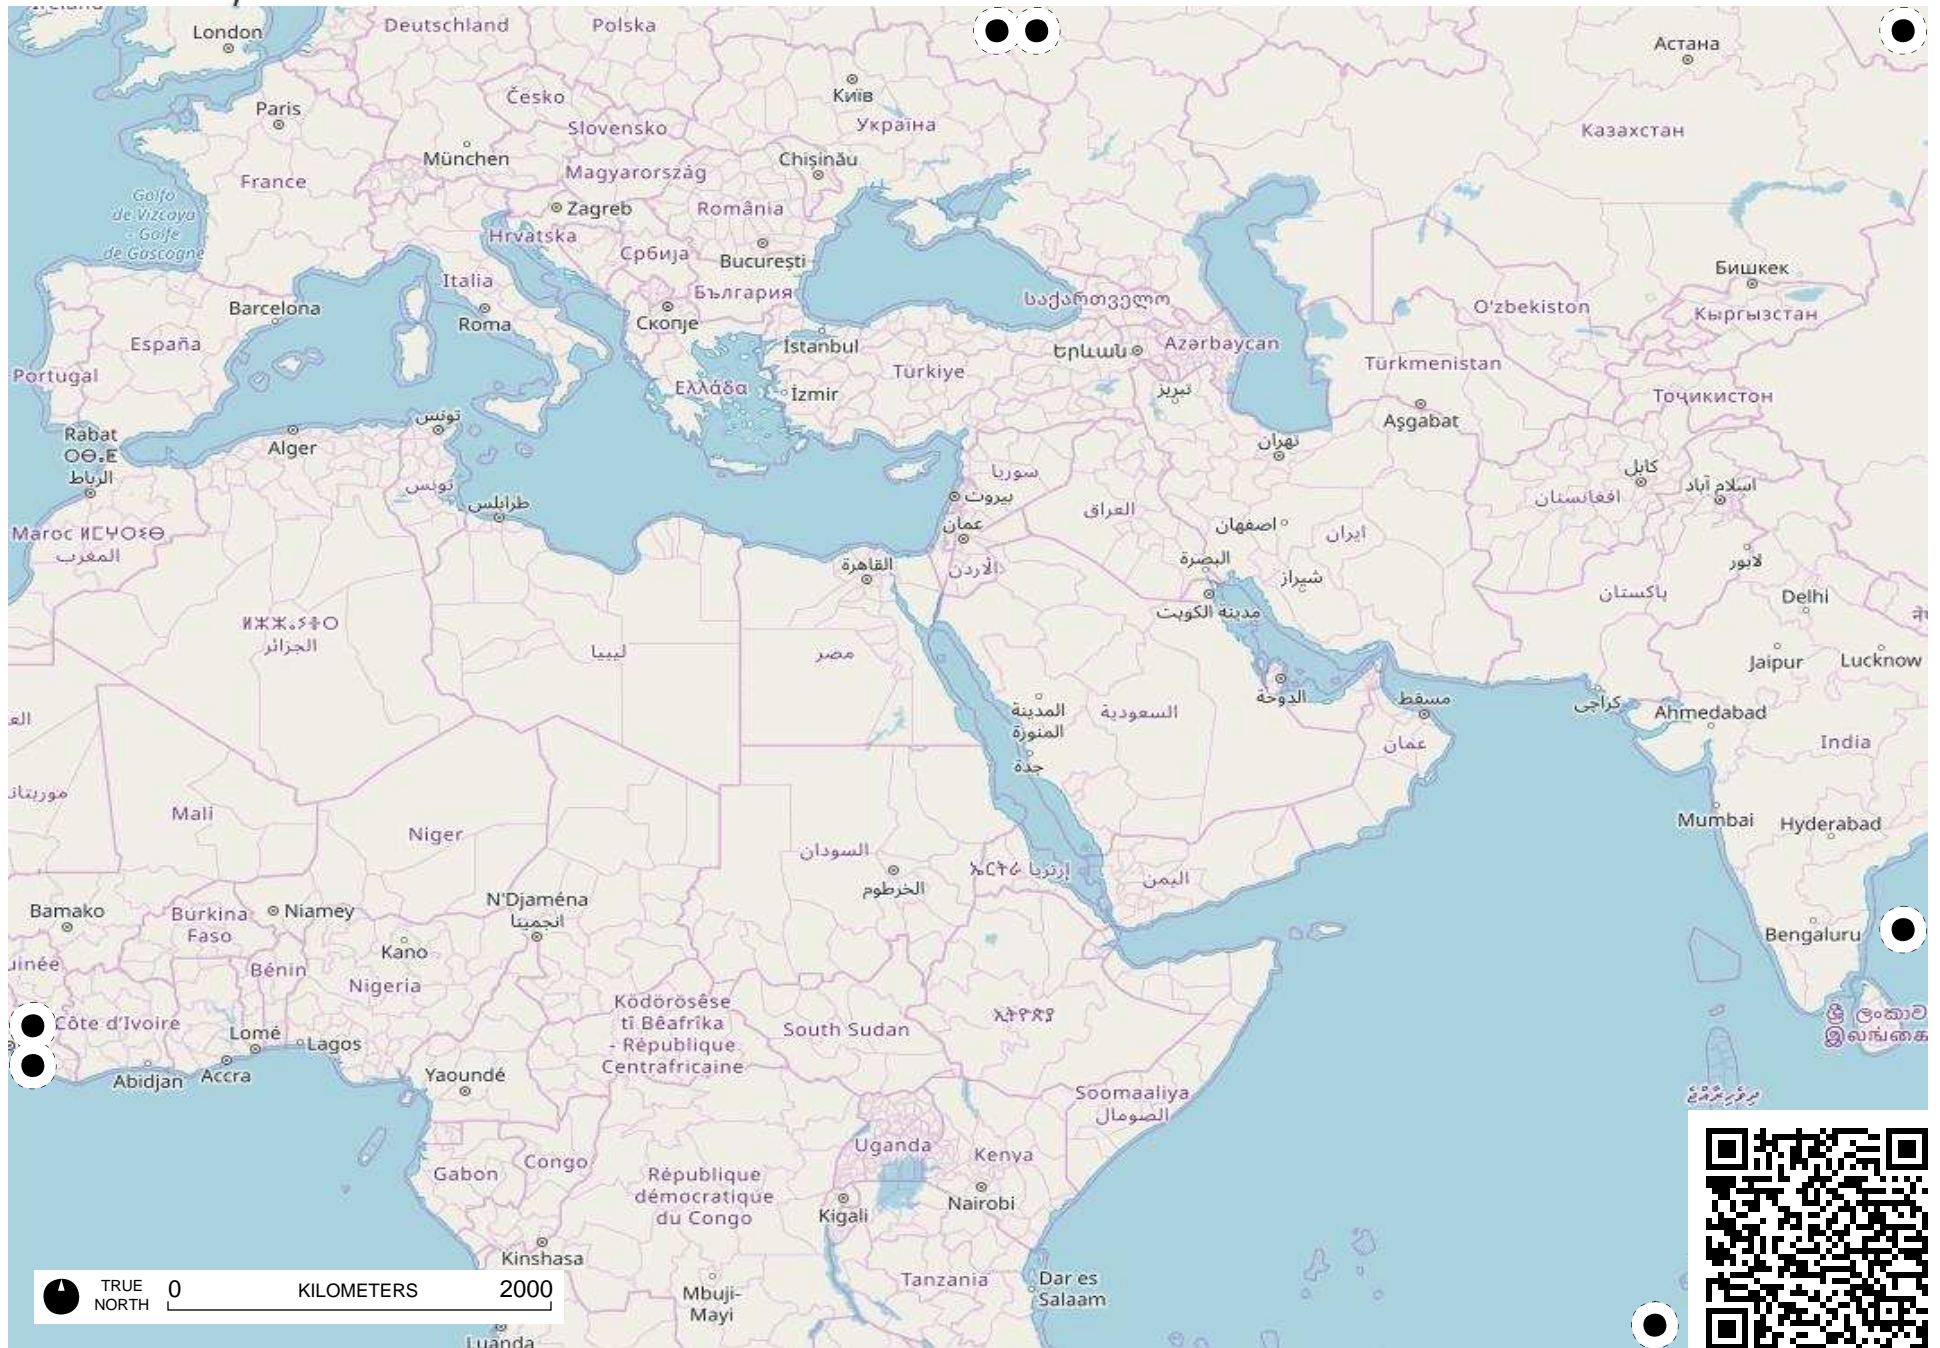 London
Deutschland
Polska
Астана
Київ
Україна
Paris
Česko
Slovensko
Казахстан
München
Chișinău
Magyarország
France
Golfo
de Vizcaya
- Golfe
de Gascogne
Zagreb
România
Hrvatska
Србија
București
Бишкек
Italia
България
საქართველო
O'zbekiston
Кыргызстан
Barcelona
Roma
Скопје
İstanbul
Երևան
Azərbaycan
España
Türkiye
Türkmenistan
Portugal
Ελλάδα
İzmir
تبریز
Тоҷикистон
Aşgabat
تونس
Rabat
ⵔⴱⴰⵟ
الرباط
Alger
تهران
سوريا
کابل
اسلام آباد
تونس
طرابلس
بيروت
افغانستان
العراق
عمان
اصفهان
ایران
Maroc ⵍⵎⵖⵔⵉⴱ
المغرب
القاهرة
الأردن
البصرة
شیراز
لاہور
مدينة الكويت
پاکستان
Delhi
ⵍⵣⵣⴰⵢⴻⵔ
الجزائر
ليبيا
مصر
Jaipur
Lucknow
المدينة
المنورة
السعودية
الدوحة
مسقط
کراچی
Ahmedabad
India
عمان
جدة
Mali
Niger
Mumbai
Hyderabad
السودان
ኤርትራ إرتريا
اليمن
الخرطوم
Bamako
Burkina
Faso
Niamey
N'Djaména
انجمينا
Kano
Bengaluru
Bénin
Nigeria
Ködörösêse
tî Bêafrîka
- République
Centrafricaine
South Sudan
ኢትዮጵያ
Côte d'Ivoire
Lomé
Lagos
Abidjan
Accra
Yaoundé
Soomaaliya
الصومال
ދިވެހިރާއްޖެ
Uganda
Kenya
Gabon
Congo
République
démocratique
du Congo
Kigali
Nairobi
Kinshasa
Tanzania
Mbuji-
Mayi
Dar es
Salaam
TRUE
NORTH
0
KILOMETERS
2000
Luanda